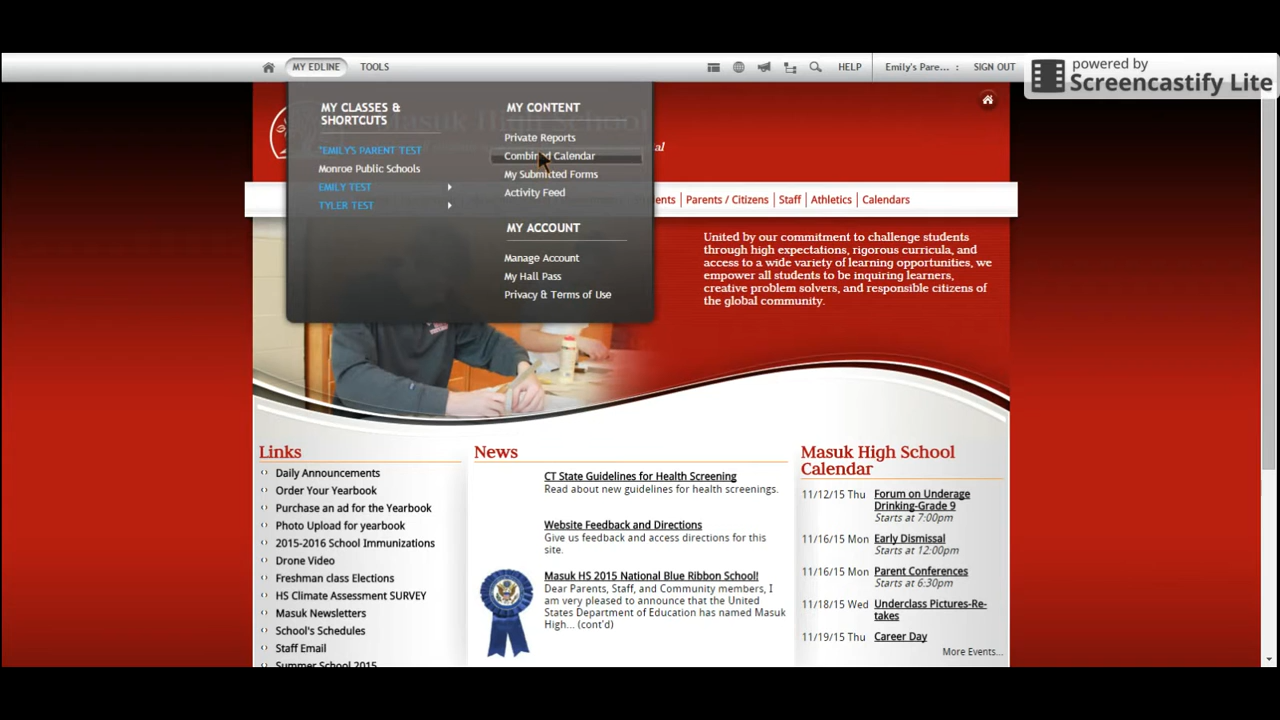 MY EDLINE
TOOLS
HELP
Emily's Pare... :
SIGN OUT
powered by
Screencastify Lite
MY CLASSES &
SHORTCUTS
*EMILY'S PARENT TEST
Monroe Public Schools
EMILY TEST
TYLER TEST
MY CONTENT
Private Reports
Combined Calendar
My Submitted Forms
Activity Feed
MY ACCOUNT
Manage Account
My Hall Pass
Privacy & Terms of Use
Masuk High School
Parents / Citizens
Staff
Athletics
Calendars
United by our commitment to challenge students
through high expectations, rigorous curricula, and
access to a wide variety of learning opportunities, we
empower all students to be inquiring learners,
creative problem solvers, and responsible citizens of
the global community.
Links
Daily Announcements
Order Your Yearbook
Purchase an ad for the Yearbook
Photo Upload for yearbook
2015-2016 School Immunizations
Drone Video
Freshman class Elections
HS Climate Assessment SURVEY
Masuk Newsletters
School's Schedules
Staff Email
Summer School 2015
News
CT State Guidelines for Health Screening
Read about new guidelines for health screenings.
Website Feedback and Directions
Give us feedback and access directions for this
site.
Masuk HS 2015 National Blue Ribbon School!
Dear Parents, Staff, and Community members, I
am very pleased to announce that the United
States Department of Education has named Masuk
High... (cont'd)
Masuk High School
Calendar
11/12/15 Thu Forum on Underage
Drinking-Grade 9
Starts at 7:00pm
11/16/15 Mon Early Dismissal
Starts at 12:00pm
11/16/15 Mon Parent Conferences
Starts at 6:30pm
11/18/15 Wed Underclass Pictures-Re-
takes
11/19/15 Thu Career Day
More Events...